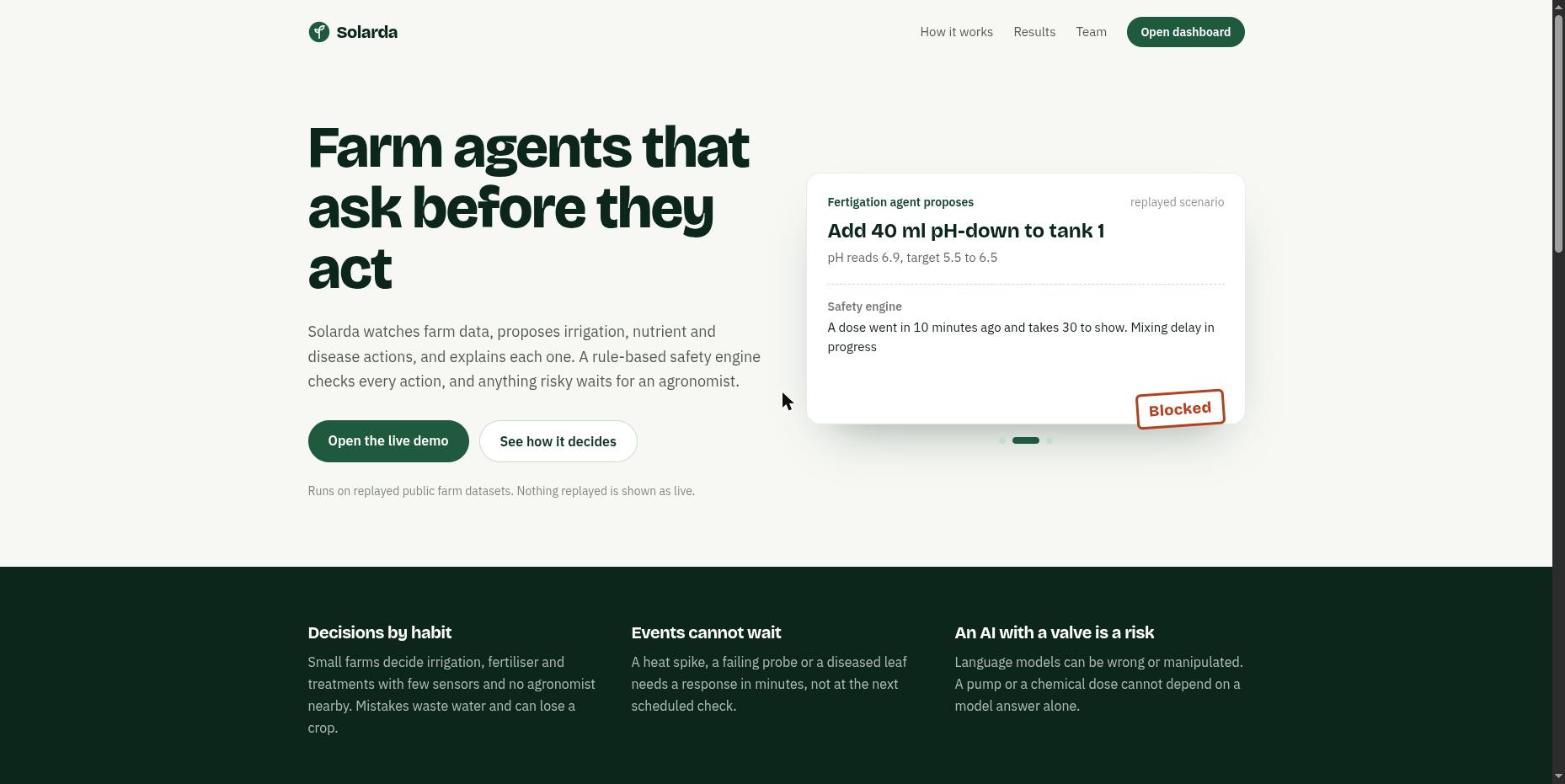 Solarda
How it works
Results
Team
Open dashboard
Farm agents that
ask before they
act
Solarda watches farm data, proposes irrigation, nutrient and
disease actions, and explains each one. A rule-based safety engine
checks every action, and anything risky waits for an agronomist.
Open the live demo
See how it decides
Runs on replayed public farm datasets. Nothing replayed is shown as live.
Fertigation agent proposes
replayed scenario
Add 40 ml pH-down to tank 1
pH reads 6.9, target 5.5 to 6.5
Safety engine
A dose went in 10 minutes ago and takes 30 to show. Mixing delay in
progress
Blocked
Decisions by habit
Small farms decide irrigation, fertiliser and
treatments with few sensors and no agronomist
nearby. Mistakes waste water and can lose a
crop.
Events cannot wait
A heat spike, a failing probe or a diseased leaf
needs a response in minutes, not at the next
scheduled check.
An AI with a valve is a risk
Language models can be wrong or manipulated.
A pump or a chemical dose cannot depend on a
model answer alone.